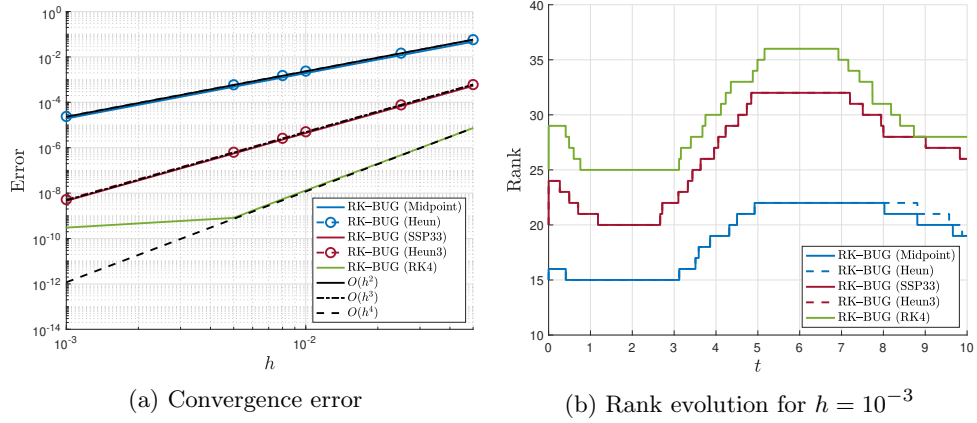 10^0
10^-2
10^-4
10^-6
10^-8
10^-10
10^-12
10^-14
Error
10^-3
10^-2
h
RK–BUG (Midpoint)
RK–BUG (Heun)
RK–BUG (SSP33)
RK–BUG (Heun3)
RK–BUG (RK4)
O(h^2)
O(h^3)
O(h^4)
(a) Convergence error
40
35
30
25
20
15
10
Rank
0 1 2 3 4 5 6 7 8 9 10
t
RK–BUG (Midpoint)
RK–BUG (Heun)
RK–BUG (SSP33)
RK–BUG (Heun3)
RK–BUG (RK4)
(b) Rank evolution for h = 10^-3